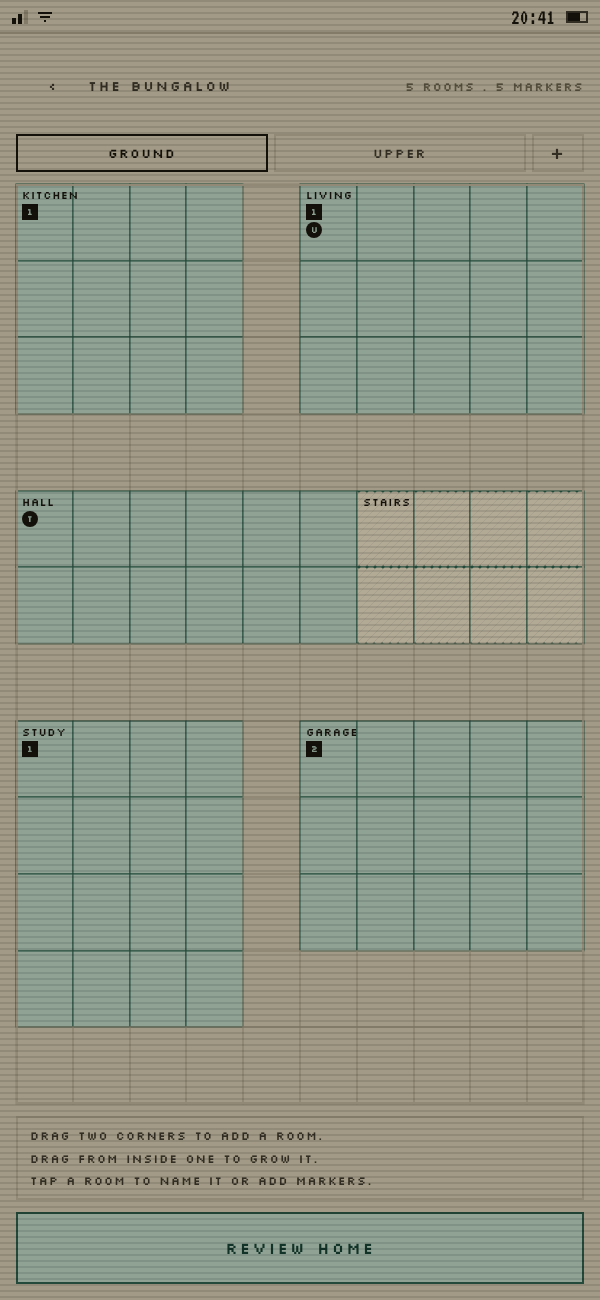 20:41
‹ THE BUNGALOW 5 ROOMS . 5 MARKERS
GROUND UPPER +
KITCHEN LIVING
1 1
U
HALL STAIRS
T
STUDY GARAGE
1 2
DRAG TWO CORNERS TO ADD A ROOM.
DRAG FROM INSIDE ONE TO GROW IT.
TAP A ROOM TO NAME IT OR ADD MARKERS.
REVIEW HOME